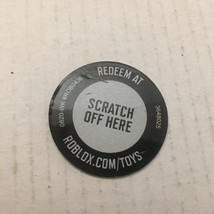 REDEEM AT
SCRATCH
OFF HERE
ROBLOX.COM/TOYS